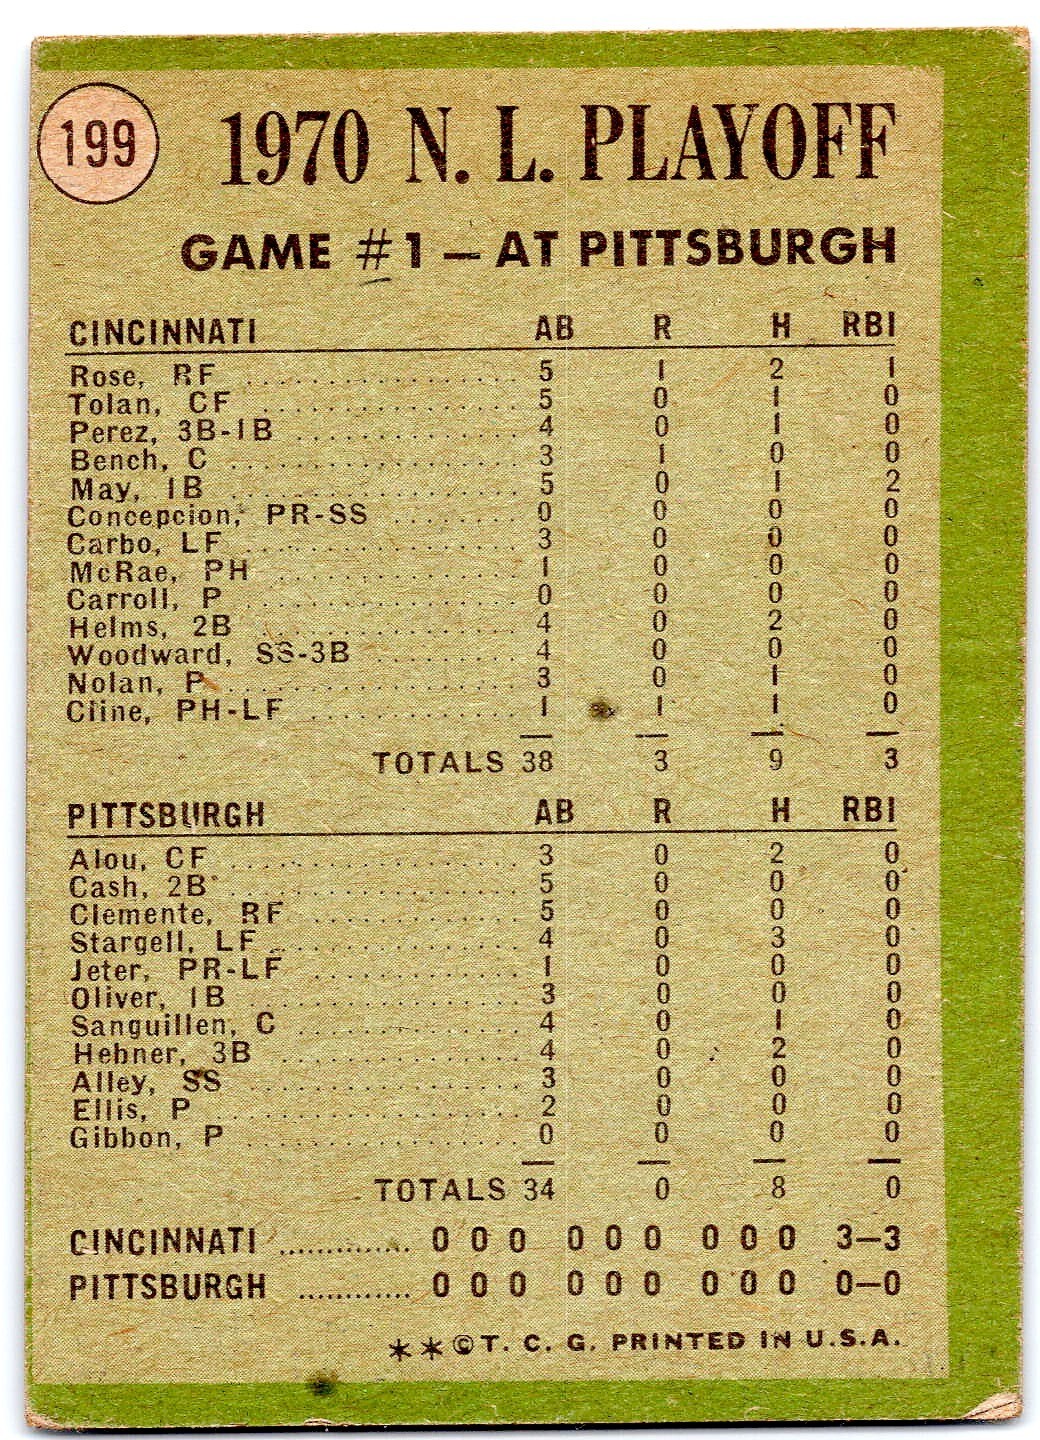 199
1970 N. L. PLAYOFF
GAME #1 — AT PITTSBURGH
CINCINNATI AB R H RBI
Rose, RF .................... 5 1 2 1
Tolan, CF ................... 5 0 1 0
Perez, 3B-1B ................. 4 0 1 0
Bench, C ..................... 3 1 0 0
May, 1B ...................... 5 0 1 2
Concepcion, PR-SS ........ 0 0 0 0
Carbo, LF .................... 3 0 0 0
McRae, PH .................. 1 0 0 0
Carroll, P .................... 0 0 0 0
Helms, 2B ................... 4 0 2 0
Woodward, SS-3B .......... 4 0 0 0
Nolan, P ..................... 3 0 1 0
Cline, PH-LF ................ 1 1 1 0
TOTALS 38 3 9 3
PITTSBURGH AB R H RBI
Alou, CF ..................... 3 0 2 0
Cash, 2B ..................... 5 0 0 0
Clemente, RF ............... 5 0 0 0
Stargell, LF .................. 4 0 3 0
Jeter, PR-LF ................ 1 0 0 0
Oliver, 1B .................... 3 0 0 0
Sanguillen, C ................ 4 0 1 0
Hebner, 3B .................. 4 0 2 0
Alley, SS .................... 3 0 0 0
Ellis, P ....................... 2 0 0 0
Gibbon, P .................... 0 0 0 0
TOTALS 34 0 8 0
CINCINNATI ............. 0 0 0 0 0 0 0 0 0 3—3
PITTSBURGH ............ 0 0 0 0 0 0 0 0 0 0—0
**©T. C. G. PRINTED IN U.S.A.